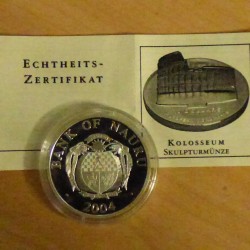 ECHTHEITS-
ZERTIFIKAT
KOLOSSEUM
SKULPTURMÜNZE
BANK OF NAURU
2004